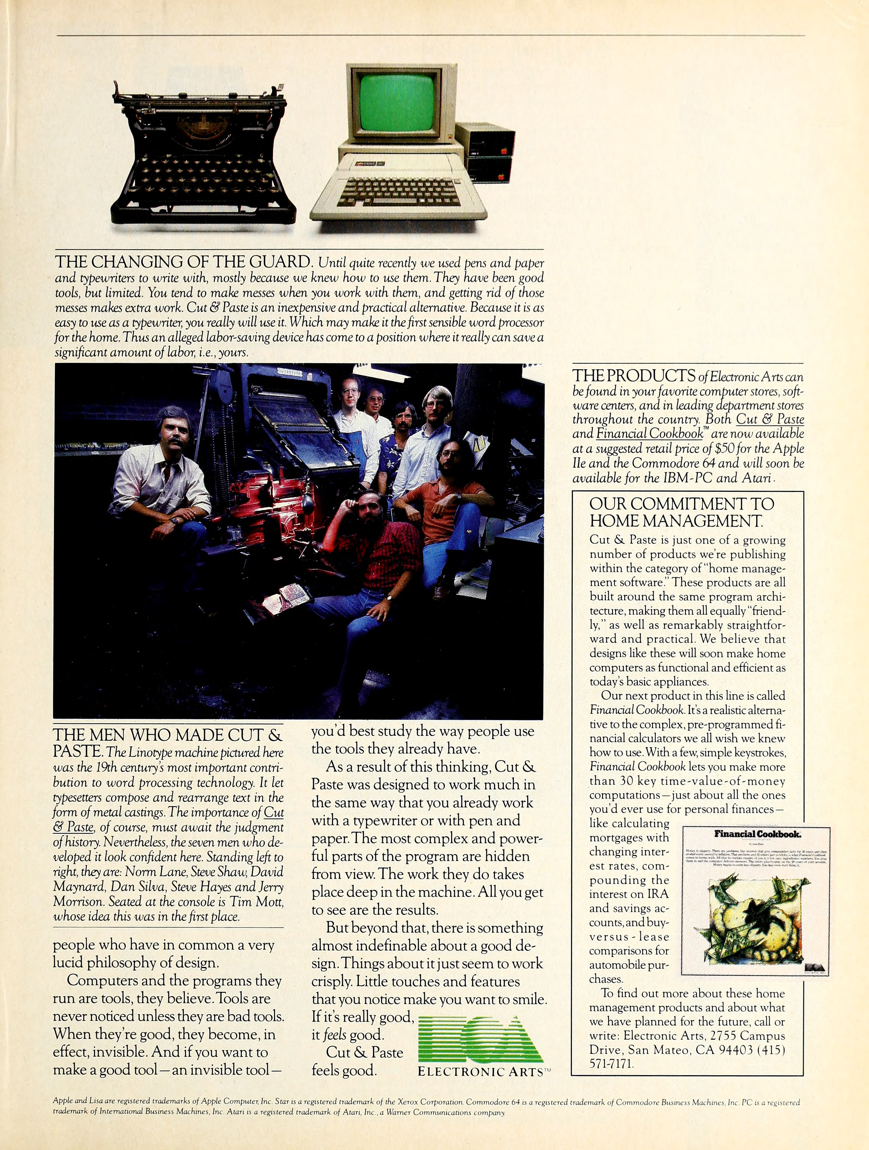 THE CHANGING OF THE GUARD. Until quite recently we used pens and paper
and typewriters to write with, mostly because we knew how to use them. They have been good
tools, but limited. You tend to make messes when you work with them, and getting rid of those
messes makes extra work. Cut & Paste is an inexpensive and practical alternative. Because it is as
easy to use as a typewriter, you really will use it. Which may make it the first sensible word processor
for the home. Thus an alleged labor-saving device has come to a position where it really can save a
significant amount of labor, i.e., yours.
THE MEN WHO MADE CUT &
PASTE. The Linotype machine pictured here
was the 19th century's most important contri-
bution to word processing technology. It let
typesetters compose and rearrange text in the
form of metal castings. The importance of Cut
& Paste, of course, must await the judgment
of history. Nevertheless, the seven men who de-
veloped it look confident here. Standing left to
right, they are: Norm Lane, Steve Shaw, David
Maynard, Dan Silva, Steve Hayes and Jerry
Morrison. Seated at the console is Tim Mott,
whose idea this was in the first place.
people who have in common a very
lucid philosophy of design.
Computers and the programs they
run are tools, they believe. Tools are
never noticed unless they are bad tools.
When they're good, they become, in
effect, invisible. And if you want to
make a good tool—an invisible tool—
you'd best study the way people use
the tools they already have.
As a result of this thinking, Cut &
Paste was designed to work much in
the same way that you already work
with a typewriter or with pen and
paper. The most complex and power-
ful parts of the program are hidden
from view. The work they do takes
place deep in the machine. All you get
to see are the results.
But beyond that, there is something
almost indefinable about a good de-
sign. Things about it just seem to work
crisply. Little touches and features
that you notice make you want to smile.
If it's really good,
it feels good.
Cut & Paste
feels good.
ELECTRONIC ARTS™
THE PRODUCTS of Electronic Arts can
be found in your favorite computer stores, soft-
ware centers, and in leading department stores
throughout the country. Both Cut & Paste
and Financial Cookbook™ are now available
at a suggested retail price of $50 for the Apple
IIe and the Commodore 64 and will soon be
available for the IBM-PC and Atari.
OUR COMMITMENT TO
HOME MANAGEMENT.
Cut & Paste is just one of a growing
number of products we're publishing
within the category of "home manage-
ment software." These products are all
built around the same program archi-
tecture, making them all equally "friend-
ly," as well as remarkably straightfor-
ward and practical. We believe that
designs like these will soon make home
computers as functional and efficient as
today's basic appliances.
Our next product in this line is called
Financial Cookbook. It's a realistic alterna-
tive to the complex, pre-programmed fi-
nancial calculators we all wish we knew
how to use. With a few, simple keystrokes,
Financial Cookbook lets you make more
than 30 key time-value-of-money
computations—just about all the ones
you'd ever use for personal finances—
like calculating
mortgages with
changing inter-
est rates, com-
pounding the
interest on IRA
and savings ac-
counts, and buy-
versus-lease
comparisons for
automobile pur-
chases.
Financial Cookbook.
To find out more about these home
management products and about what
we have planned for the future, call or
write: Electronic Arts, 2755 Campus
Drive, San Mateo, CA 94403 (415)
571-7171.
Apple and Lisa are registered trademarks of Apple Computer, Inc. Star is a registered trademark of the Xerox Corporation. Commodore 64 is a registered trademark of Commodore Business Machines, Inc. PC is a registered
trademark of International Business Machines, Inc. Atari is a registered trademark of Atari, Inc., a Warner Communications company.